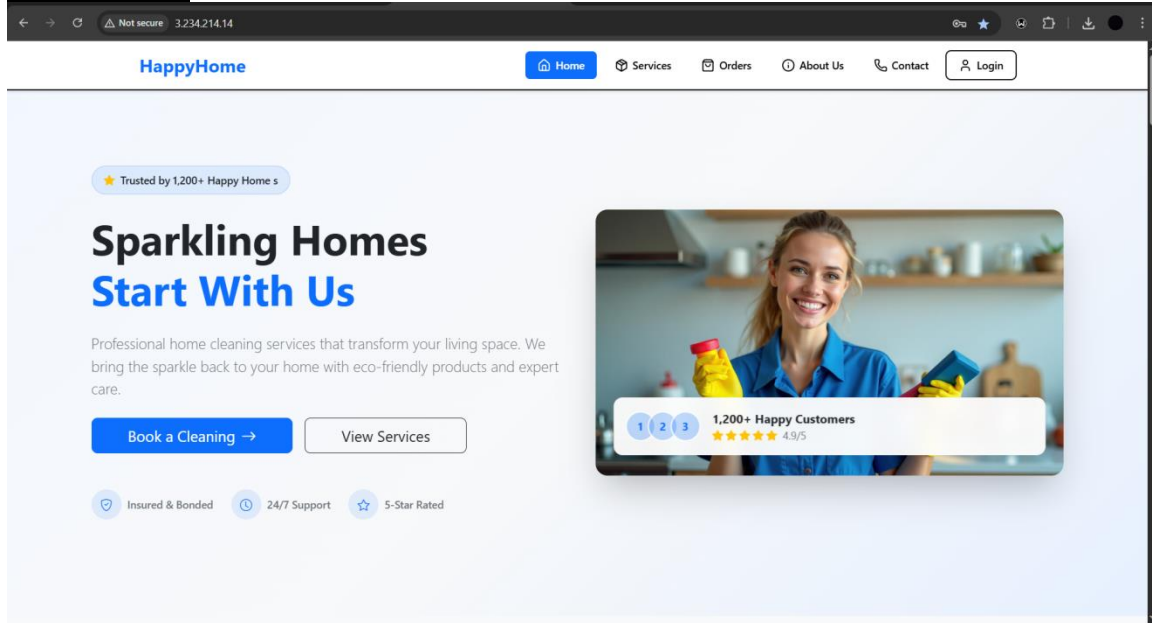 Not secure 3.234.214.14
HappyHome
Home Services Orders About Us Contact Login
Trusted by 1,200+ Happy Home s
Sparkling Homes
Start With Us
Professional home cleaning services that transform your living space. We
bring the sparkle back to your home with eco-friendly products and expert
care.
Book a Cleaning → View Services
Insured & Bonded 24/7 Support 5-Star Rated
1 2 3
1,200+ Happy Customers
4.9/5